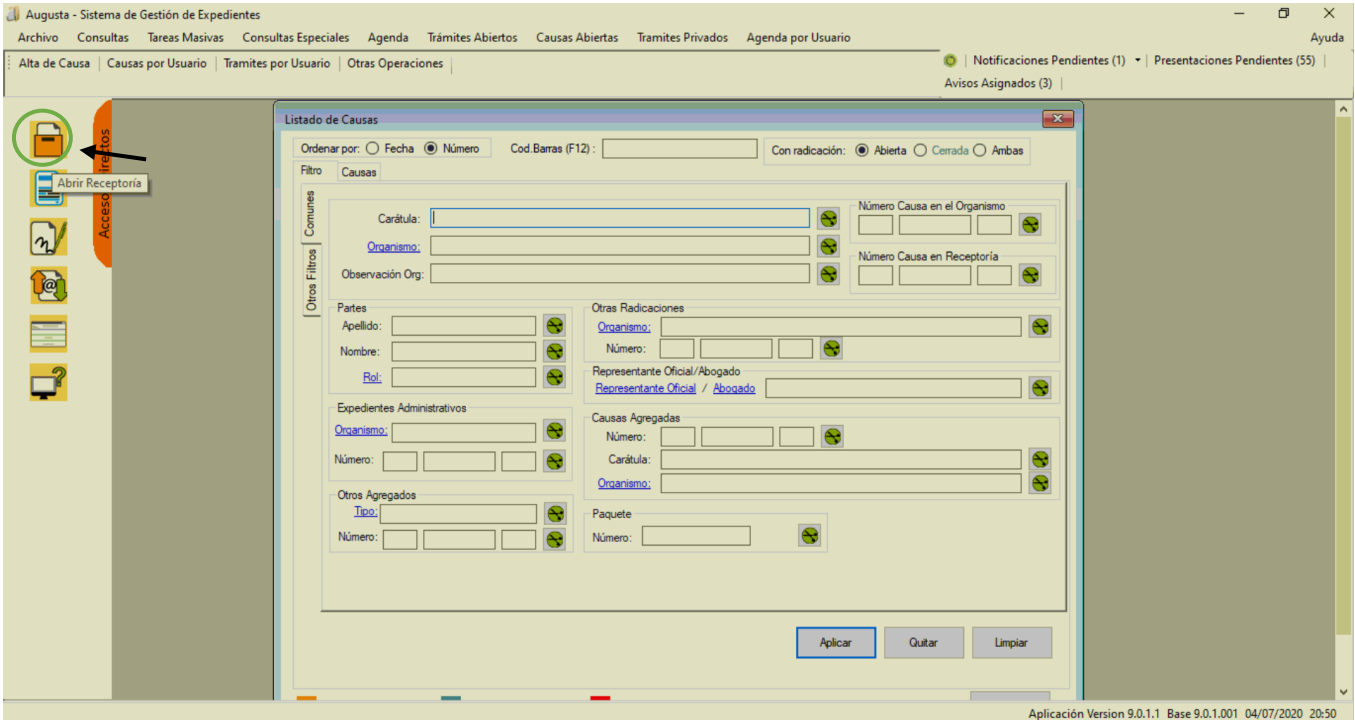 Augusta - Sistema de Gestión de Expedientes
Archivo Consultas Tareas Masivas Consultas Especiales Agenda Trámites Abiertos Causas Abiertas Tramites Privados Agenda por Usuario Ayuda
Alta de Causa | Causas por Usuario | Tramites por Usuario | Otras Operaciones
Notificaciones Pendientes (1) | Presentaciones Pendientes (55)
Avisos Asignados (3)
Accesos Directos
Abrir Receptoría
Listado de Causas
Ordenar por: Fecha Número Cod.Barras (F12) : Con radicación: Abierta Cerrada Ambas
Filtro Causas
Comunes
Otros Filtros
Carátula:
Organismo:
Observación Org:
Número Causa en el Organismo
Número Causa en Receptoría
Partes
Apellido:
Nombre:
Rol:
Otras Radicaciones
Organismo:
Número:
Representante Oficial/Abogado
Representante Oficial / Abogado
Expedientes Administrativos
Organismo:
Número:
Causas Agregadas
Número:
Carátula:
Organismo:
Otros Agregados
Tipo:
Número:
Paquete
Número:
Aplicar Quitar Limpiar
Aplicación Version 9.0.1.1 Base 9.0.1.001 04/07/2020 20:50